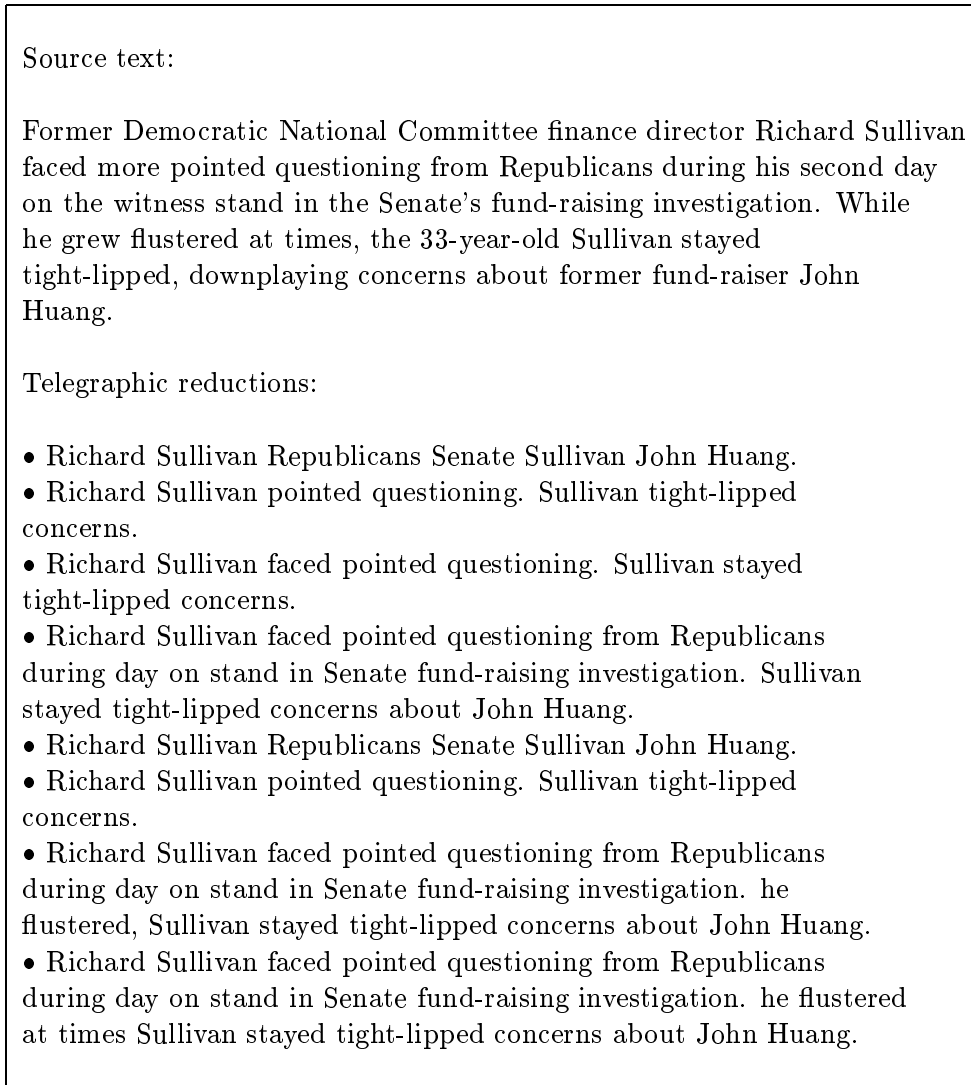 Source text:
Former Democratic National Committee finance director Richard Sullivan
faced more pointed questioning from Republicans during his second day
on the witness stand in the Senate's fund-raising investigation. While
he grew flustered at times, the 33-year-old Sullivan stayed
tight-lipped, downplaying concerns about former fund-raiser John
Huang.
Telegraphic reductions:
• Richard Sullivan Republicans Senate Sullivan John Huang.
• Richard Sullivan pointed questioning. Sullivan tight-lipped
concerns.
• Richard Sullivan faced pointed questioning. Sullivan stayed
tight-lipped concerns.
• Richard Sullivan faced pointed questioning from Republicans
during day on stand in Senate fund-raising investigation. Sullivan
stayed tight-lipped concerns about John Huang.
• Richard Sullivan Republicans Senate Sullivan John Huang.
• Richard Sullivan pointed questioning. Sullivan tight-lipped
concerns.
• Richard Sullivan faced pointed questioning from Republicans
during day on stand in Senate fund-raising investigation. he
flustered, Sullivan stayed tight-lipped concerns about John Huang.
• Richard Sullivan faced pointed questioning from Republicans
during day on stand in Senate fund-raising investigation. he flustered
at times Sullivan stayed tight-lipped concerns about John Huang.